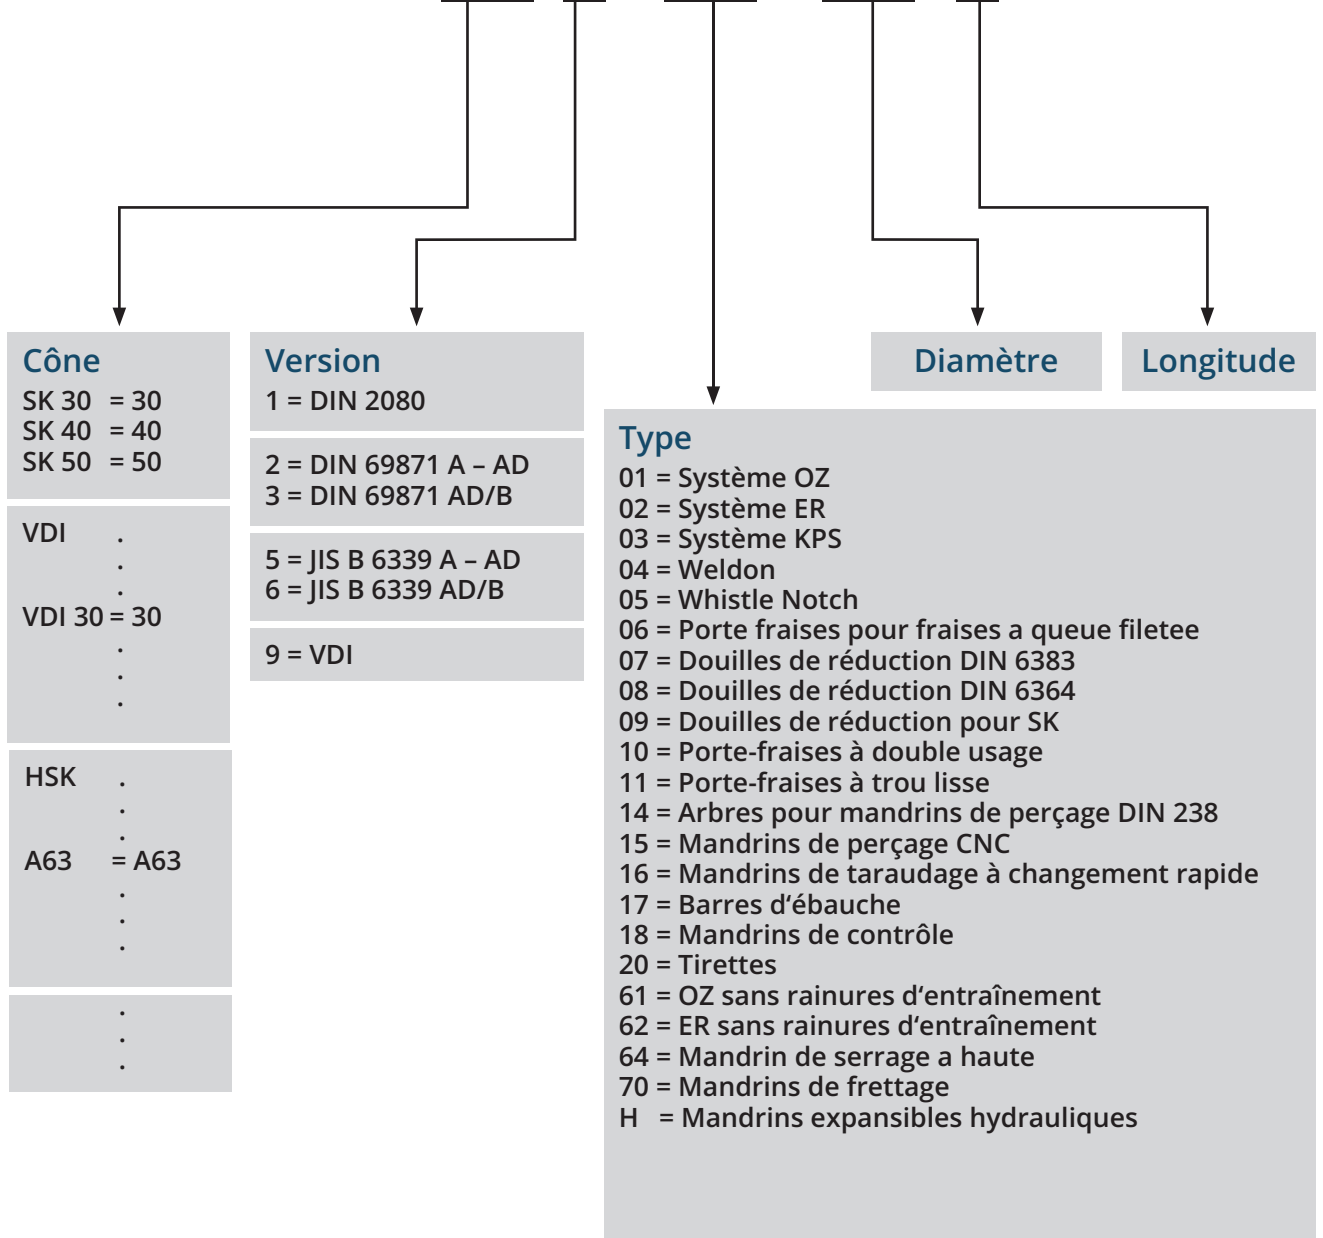 Cône
SK 30 = 30
SK 40 = 40
SK 50 = 50
VDI .
.
.
VDI 30 = 30
.
.
.
HSK .
.
.
A63 = A63
.
.
.
.
.
.
Version
1 = DIN 2080
2 = DIN 69871 A – AD
3 = DIN 69871 AD/B
5 = JIS B 6339 A – AD
6 = JIS B 6339 AD/B
9 = VDI
Type
01 = Système OZ
02 = Système ER
03 = Système KPS
04 = Weldon
05 = Whistle Notch
06 = Porte fraises pour fraises a queue filetee
07 = Douilles de réduction DIN 6383
08 = Douilles de réduction DIN 6364
09 = Douilles de réduction pour SK
10 = Porte-fraises à double usage
11 = Porte-fraises à trou lisse
14 = Arbres pour mandrins de perçage DIN 238
15 = Mandrins de perçage CNC
16 = Mandrins de taraudage à changement rapide
17 = Barres d‘ébauche
18 = Mandrins de contrôle
20 = Tirettes
61 = OZ sans rainures d‘entraînement
62 = ER sans rainures d‘entraînement
64 = Mandrin de serrage a haute
70 = Mandrins de frettage
H = Mandrins expansibles hydrauliques
Diamètre
Longitude